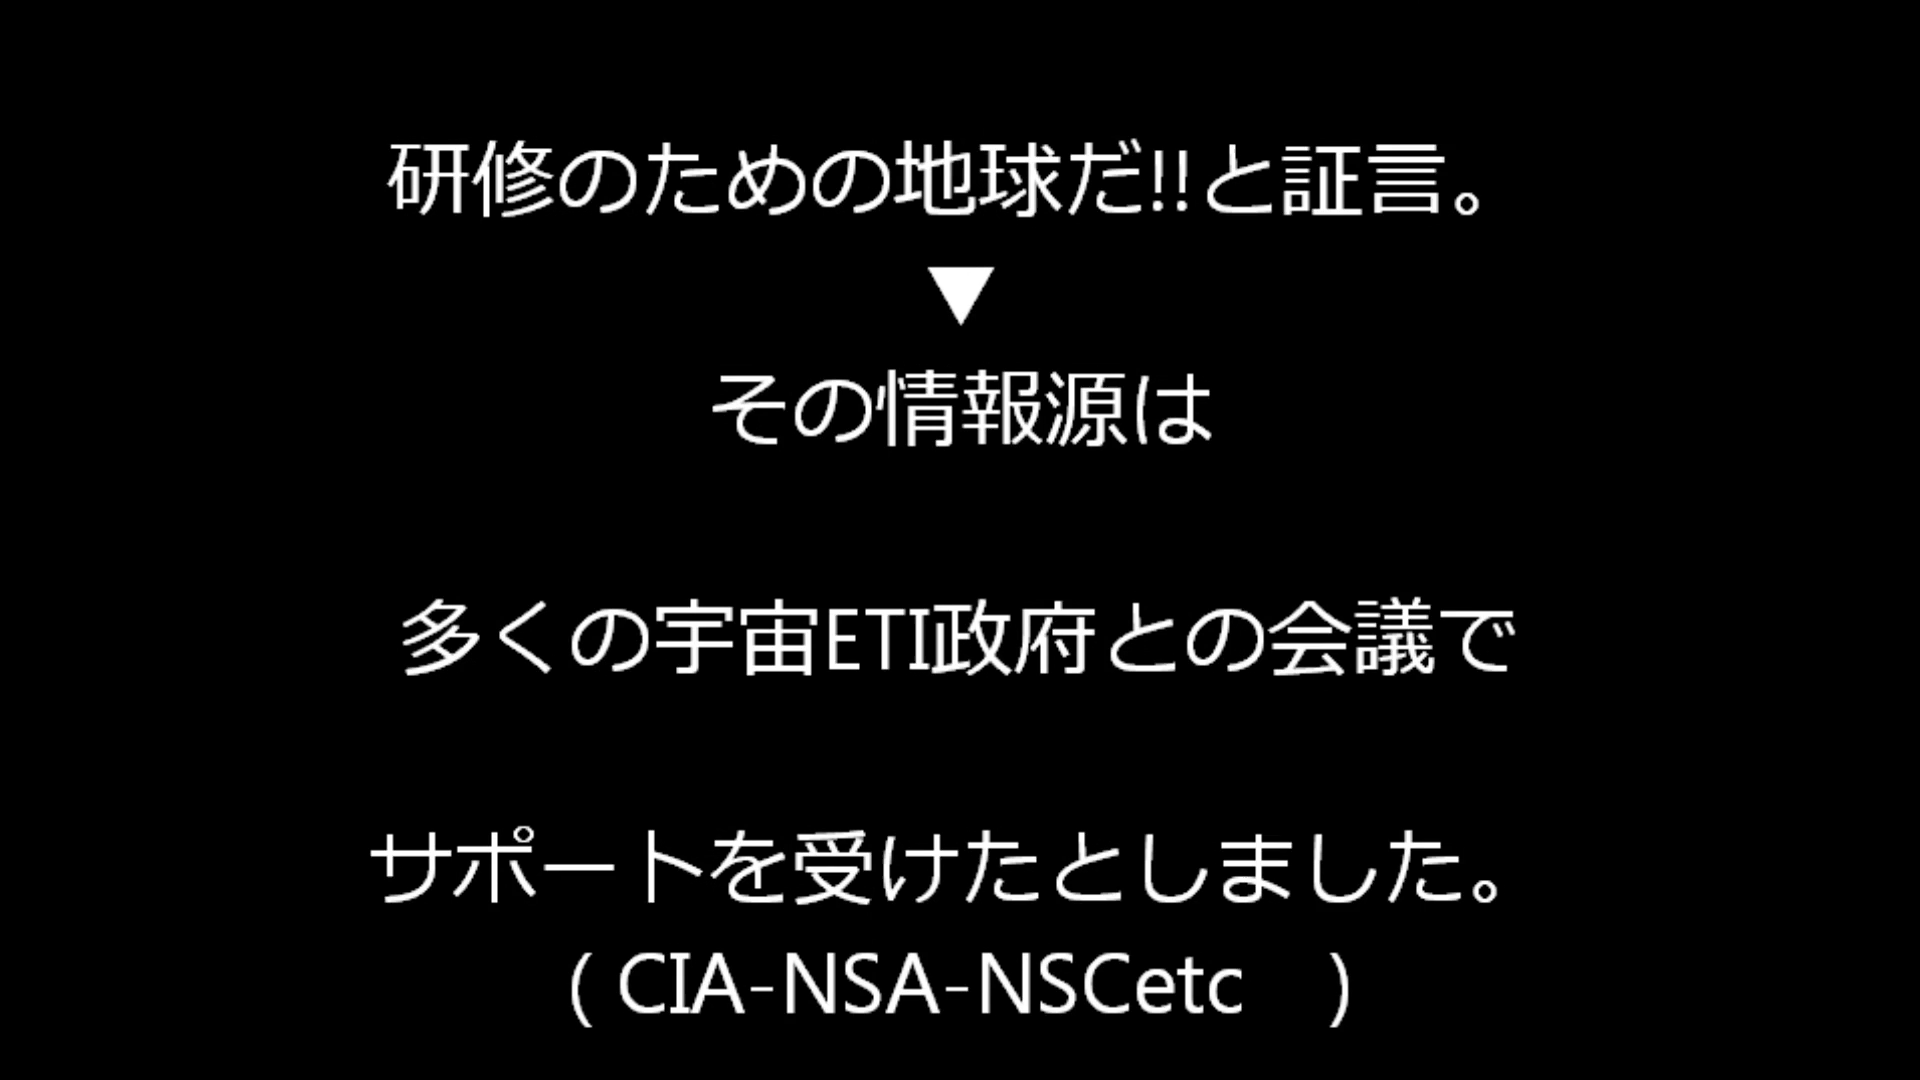 研修のための地球だ!!と証言。
▼
その情報源は
多くの宇宙ETI政府との会議で
サポートを受けたとしました。
( CIA-NSA-NSCetc　)